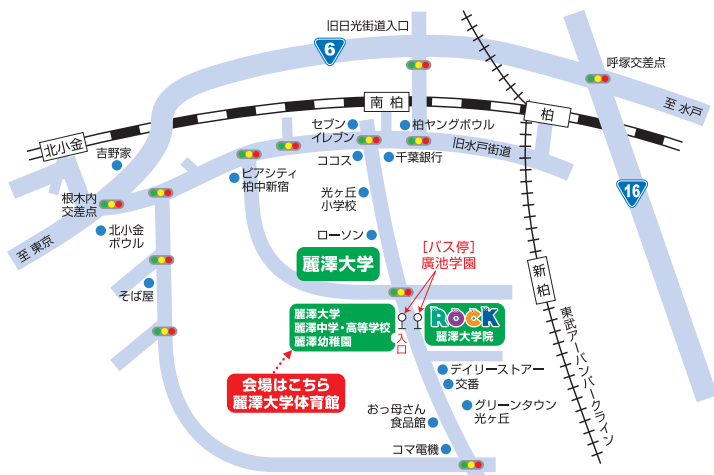 旧日光街道入口
6
呼塚交差点
至 水戸
南柏
柏
北小金
吉野家
セブン
イレブン
柏ヤングボウル
旧水戸街道
ココス
千葉銀行
ピアシティ
柏中新宿
光ヶ丘
小学校
根木内
交差点
北小金
ボウル
至 東京
16
ローソン
[バス停]
廣池学園
麗澤大学
そば屋
新柏
東武アーバンパークライン
麗澤大学
麗澤中学・高等学校
麗澤幼稚園
入口
ROCK
麗澤大学院
会場はこちら
麗澤大学体育館
デイリーストアー
交番
グリーンタウン
光ヶ丘
おっ母さん
食品館
コマ電機